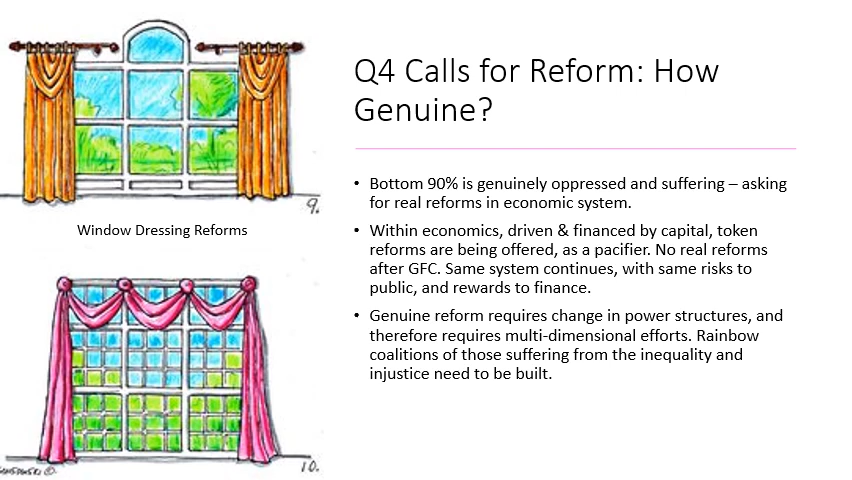 Q4 Calls for Reform: How
Genuine?
9.
Window Dressing Reforms
• Bottom 90% is genuinely oppressed and suffering – asking
for real reforms in economic system.
• Within economics, driven & financed by capital, token
reforms are being offered, as a pacifier. No real reforms
after GFC. Same system continues, with same risks to
public, and rewards to finance.
• Genuine reform requires change in power structures, and
therefore requires multi-dimensional efforts. Rainbow
coalitions of those suffering from the inequality and
injustice need to be built.
10.